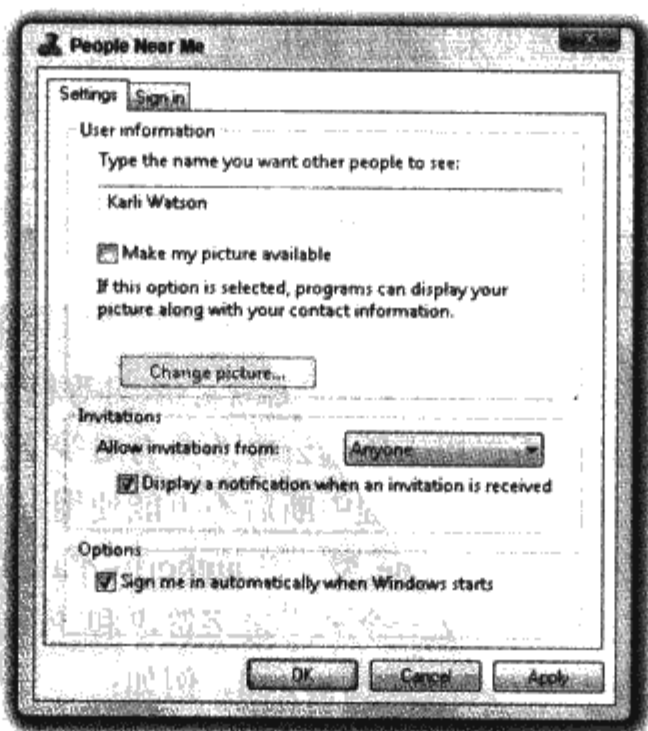 People Near Me
Settings
Sign in
User information
Type the name you want other people to see:
Karli Watson
Make my picture available
If this option is selected, programs can display your
picture along with your contact information.
Change picture...
Invitations
Allow invitations from:
Anyone
Display a notification when an invitation is received
Options
Sign me in automatically when Windows starts
OK
Cancel
Apply